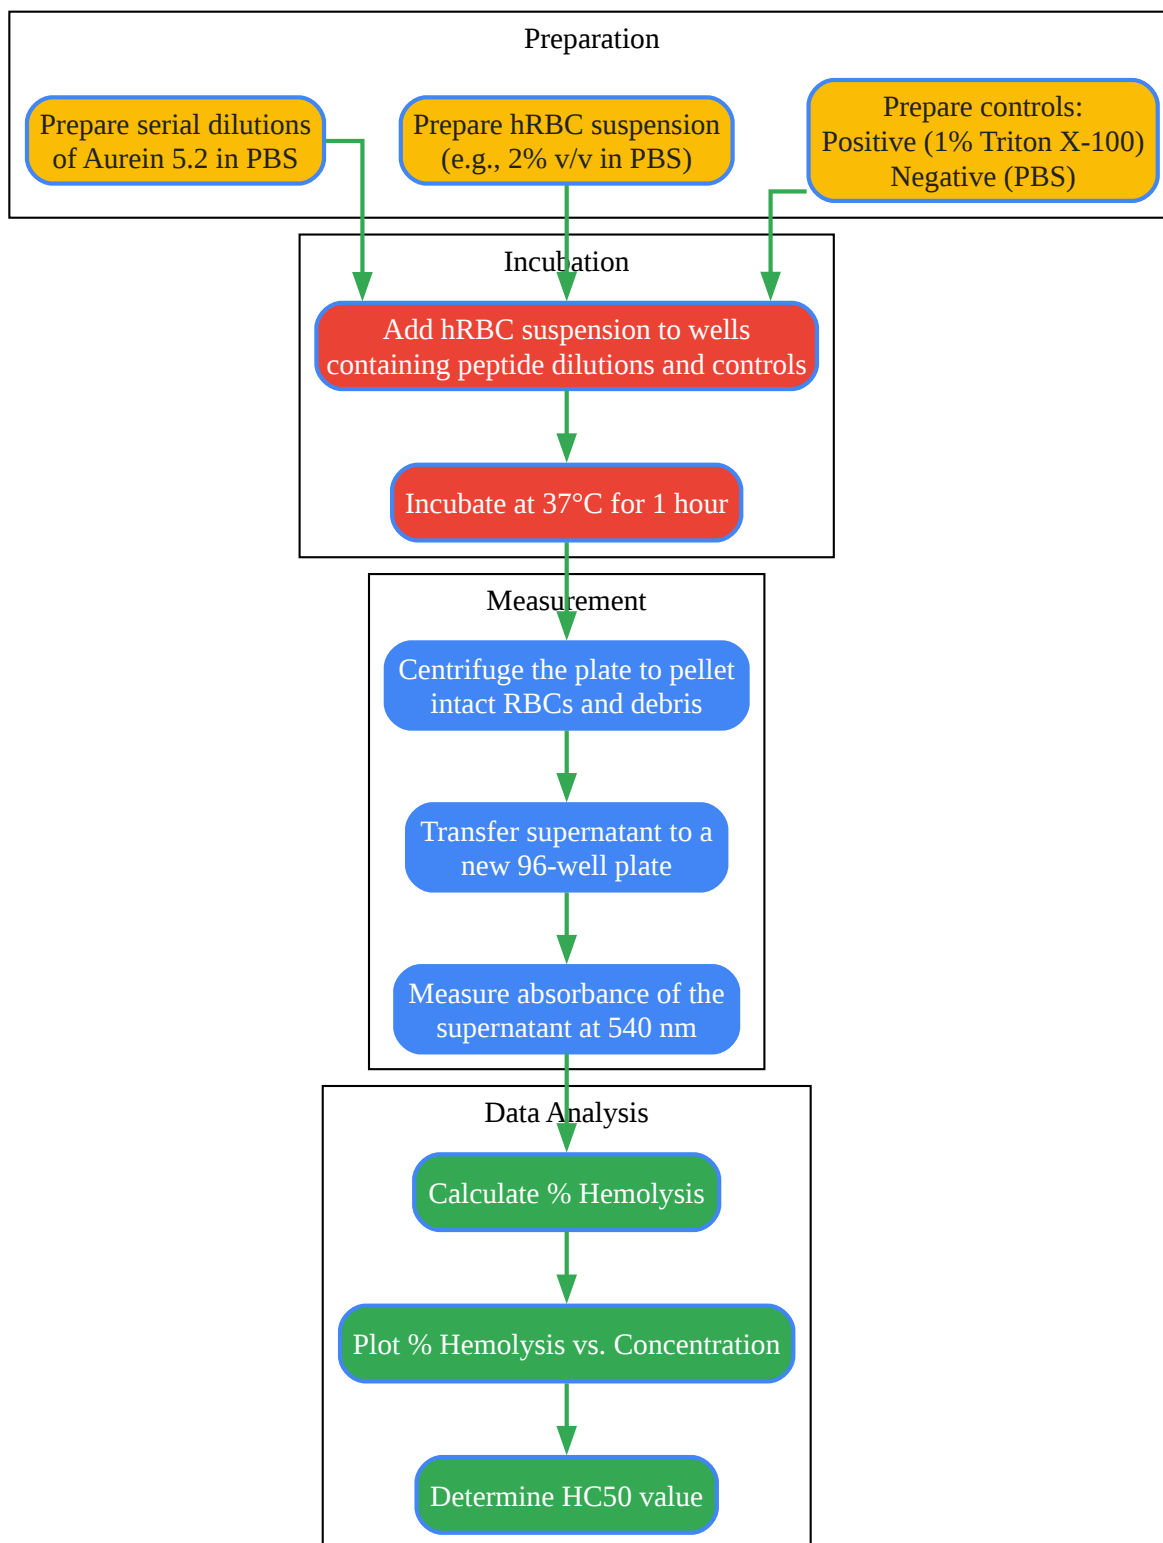 Preparation
Prepare serial dilutions
of Aurein 5.2 in PBS
Prepare hRBC suspension
(e.g., 2% v/v in PBS)
Prepare controls:
Positive (1% Triton X-100)
Negative (PBS)
Incubation
Add hRBC suspension to wells
containing peptide dilutions and controls
Incubate at 37°C for 1 hour
Measurement
Centrifuge the plate to pellet
intact RBCs and debris
Transfer supernatant to a
new 96-well plate
Measure absorbance of the
supernatant at 540 nm
Data Analysis
Calculate % Hemolysis
Plot % Hemolysis vs. Concentration
Determine HC50 value